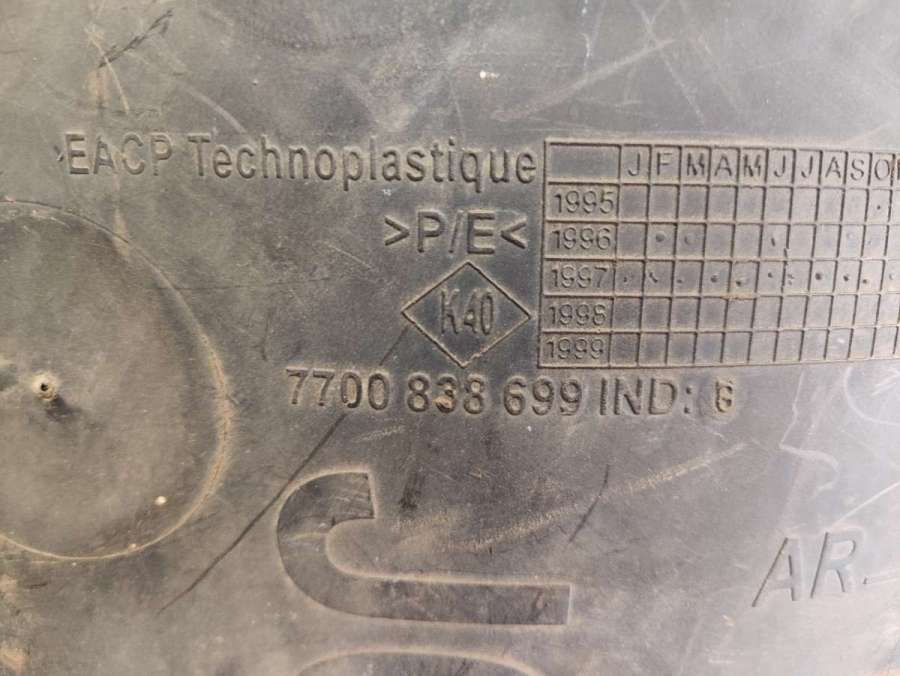 EACP Technoplastique
>P/E<
K40
7700 838 699 IND:
J F M A M J J A S O
1995
1996
1997
1998
1999
AR.
J